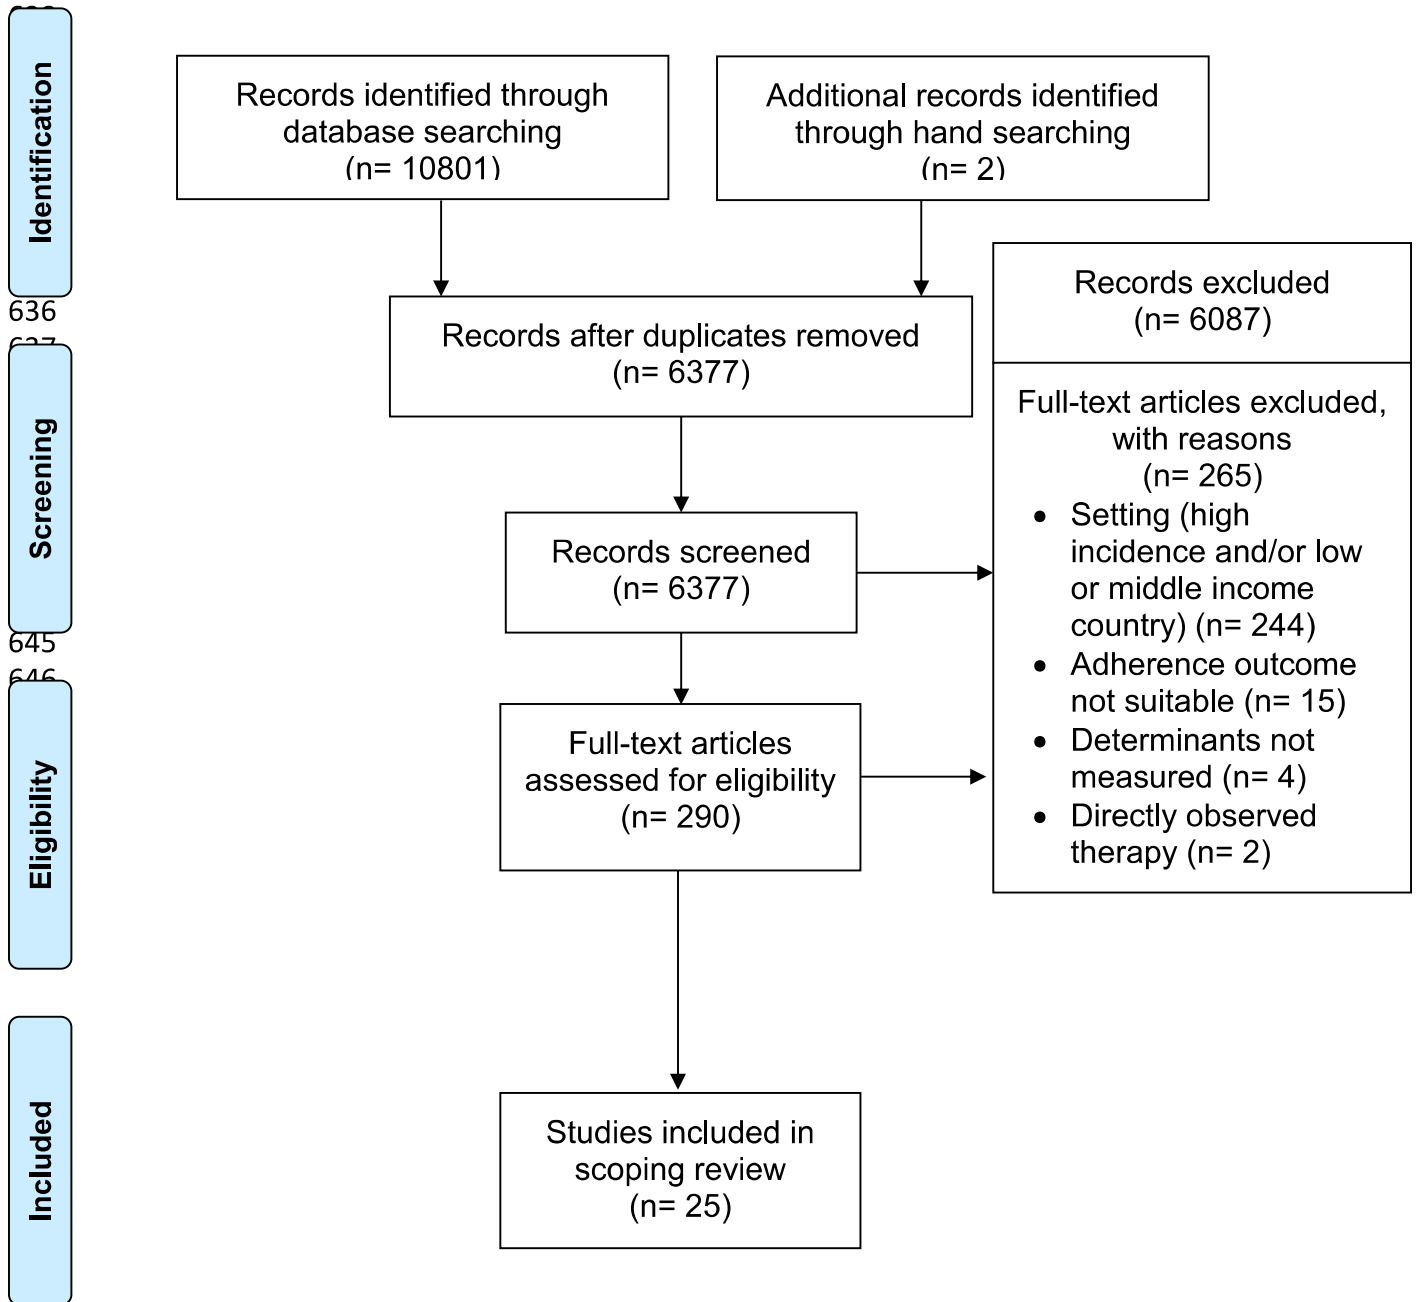 Identification
Records identified through
database searching
(n= 10801)
Additional records identified
through hand searching
(n= 2)
Records excluded
(n= 6087)
636
Records after duplicates removed
(n= 6377)
Full-text articles excluded,
with reasons
(n= 265)
• Setting (high
incidence and/or low
or middle income
country) (n= 244)
• Adherence outcome
not suitable (n= 15)
• Determinants not
measured (n= 4)
• Directly observed
therapy (n= 2)
637
Screening
Records screened
(n= 6377)
645
646
Eligibility
Full-text articles
assessed for eligibility
(n= 290)
Included
Studies included in
scoping review
(n= 25)